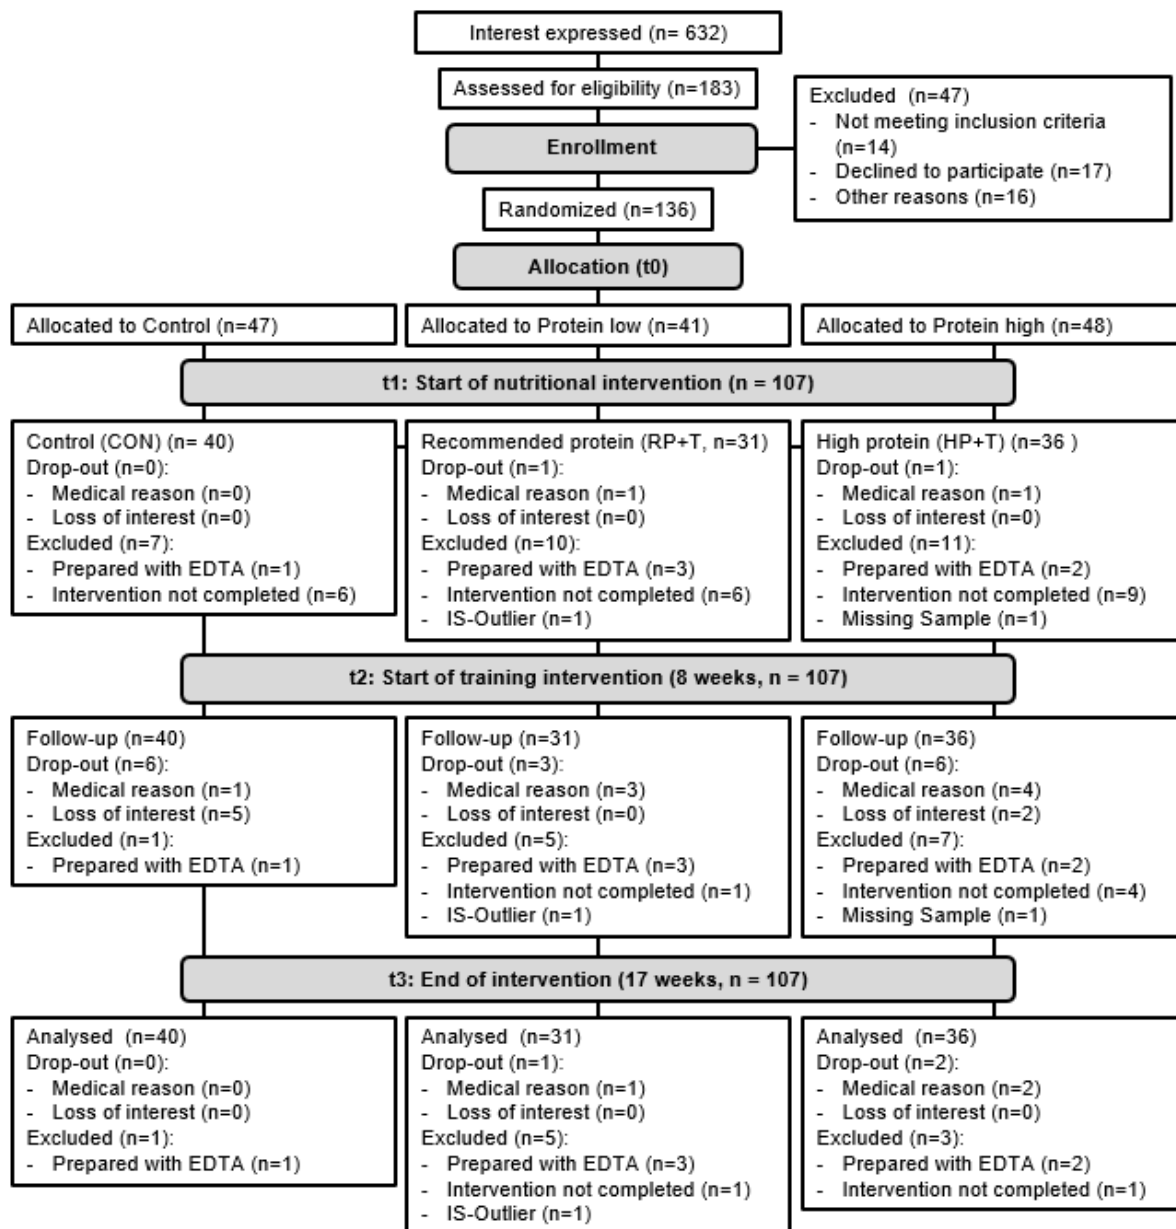 Interest expressed (n= 632)
Assessed for eligibility (n=183)
Excluded  (n=47)
- Not meeting inclusion criteria
(n=14)
- Declined to participate (n=17)
- Other reasons (n=16)
Enrollment
Randomized (n=136)
Allocation (t0)
Allocated to Control (n=47)
Allocated to Protein low (n=41)
Allocated to Protein high (n=48)
t1: Start of nutritional intervention (n = 107)
Control (CON) (n= 40)
Drop-out (n=0):
- Medical reason (n=0)
- Loss of interest (n=0)
Excluded (n=7):
- Prepared with EDTA (n=1)
- Intervention not completed (n=6)
Recommended protein (RP+T, n=31)
Drop-out (n=1):
- Medical reason (n=1)
- Loss of interest (n=0)
Excluded (n=10):
- Prepared with EDTA (n=3)
- Intervention not completed (n=6)
- IS-Outlier (n=1)
High protein (HP+T) (n=36 )
Drop-out (n=1):
- Medical reason (n=1)
- Loss of interest (n=0)
Excluded (n=11):
- Prepared with EDTA (n=2)
- Intervention not completed (n=9)
- Missing Sample (n=1)
t2: Start of training intervention (8 weeks, n = 107)
Follow-up (n=40)
Drop-out (n=6):
- Medical reason (n=1)
- Loss of interest (n=5)
Excluded (n=1):
- Prepared with EDTA (n=1)
Follow-up (n=31)
Drop-out (n=3):
- Medical reason (n=3)
- Loss of interest (n=0)
Excluded (n=5):
- Prepared with EDTA (n=3)
- Intervention not completed (n=1)
- IS-Outlier (n=1)
Follow-up (n=36)
Drop-out (n=6):
- Medical reason (n=4)
- Loss of interest (n=2)
Excluded (n=7):
- Prepared with EDTA (n=2)
- Intervention not completed (n=4)
- Missing Sample (n=1)
t3: End of intervention (17 weeks, n = 107)
Analysed  (n=40)
Drop-out (n=0):
- Medical reason (n=0)
- Loss of interest (n=0)
Excluded (n=1):
- Prepared with EDTA (n=1)
Analysed  (n=31)
Drop-out (n=1):
- Medical reason (n=1)
- Loss of interest (n=0)
Excluded (n=5):
- Prepared with EDTA (n=3)
- Intervention not completed (n=1)
- IS-Outlier (n=1)
Analysed  (n=36)
Drop-out (n=2):
- Medical reason (n=2)
- Loss of interest (n=0)
Excluded (n=3):
- Prepared with EDTA (n=2)
- Intervention not completed (n=1)